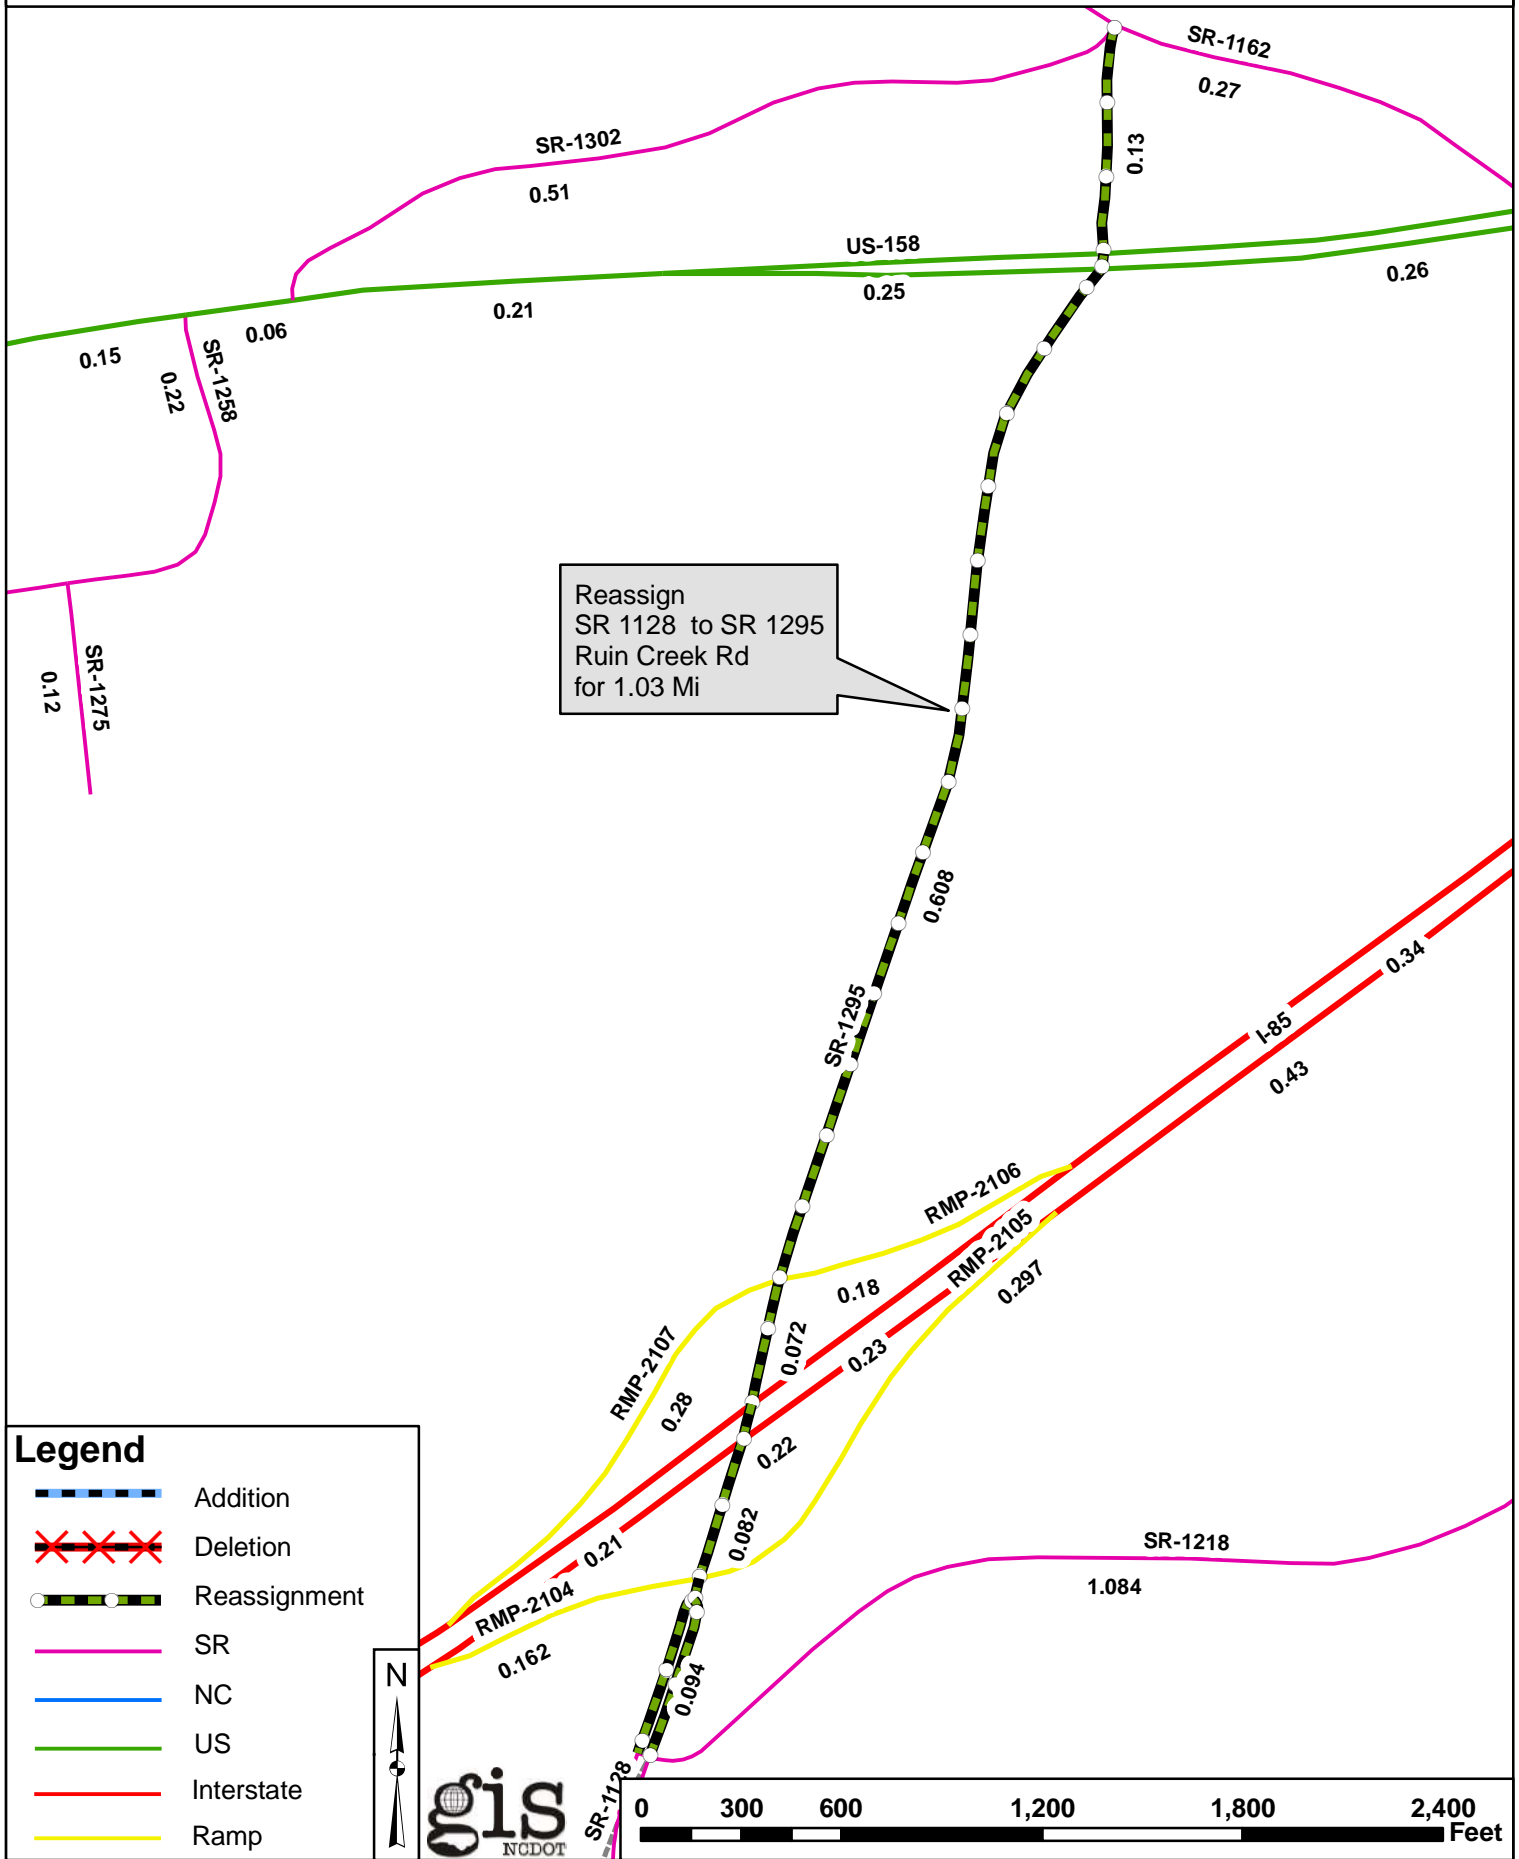 SR-1162
0.27
SR-1302
0.51
0.13
US-158
0.25
0.26
0.21
0.06
0.15
SR-1258
0.22
Reassign
SR 1128 to SR 1295
Ruin Creek Rd
for 1.03 Mi
SR-1275
0.12
0.608
SR-1295
0.34
I-85
0.43
RMP-2106
RMP-2105
0.297
0.18
0.072
0.23
RMP-2107
0.28
0.22
0.082
0.21
RMP-2104
0.162
SR-1218
1.084
0.094
SR-1128
Legend
Addition
Deletion
Reassignment
SR
NC
US
Interstate
Ramp
N
gis
NCDOT
0 300 600 1,200 1,800 2,400
Feet